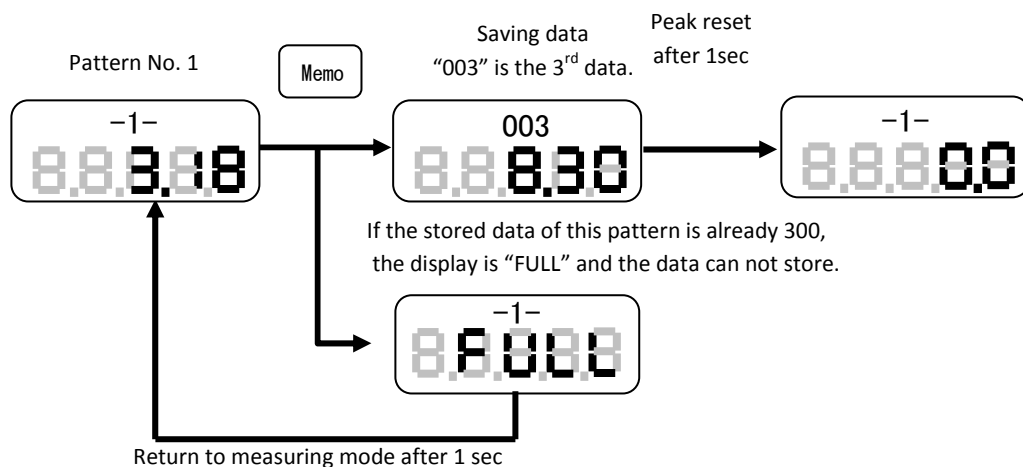 Pattern No. 1
Memo
Saving data
“003” is the 3rd data.
Peak reset
after 1sec
-1-
3.18
003
8.30
-1-
0.0
If the stored data of this pattern is already 300,
the display is “FULL” and the data can not store.
-1-
FULL
Return to measuring mode after 1 sec